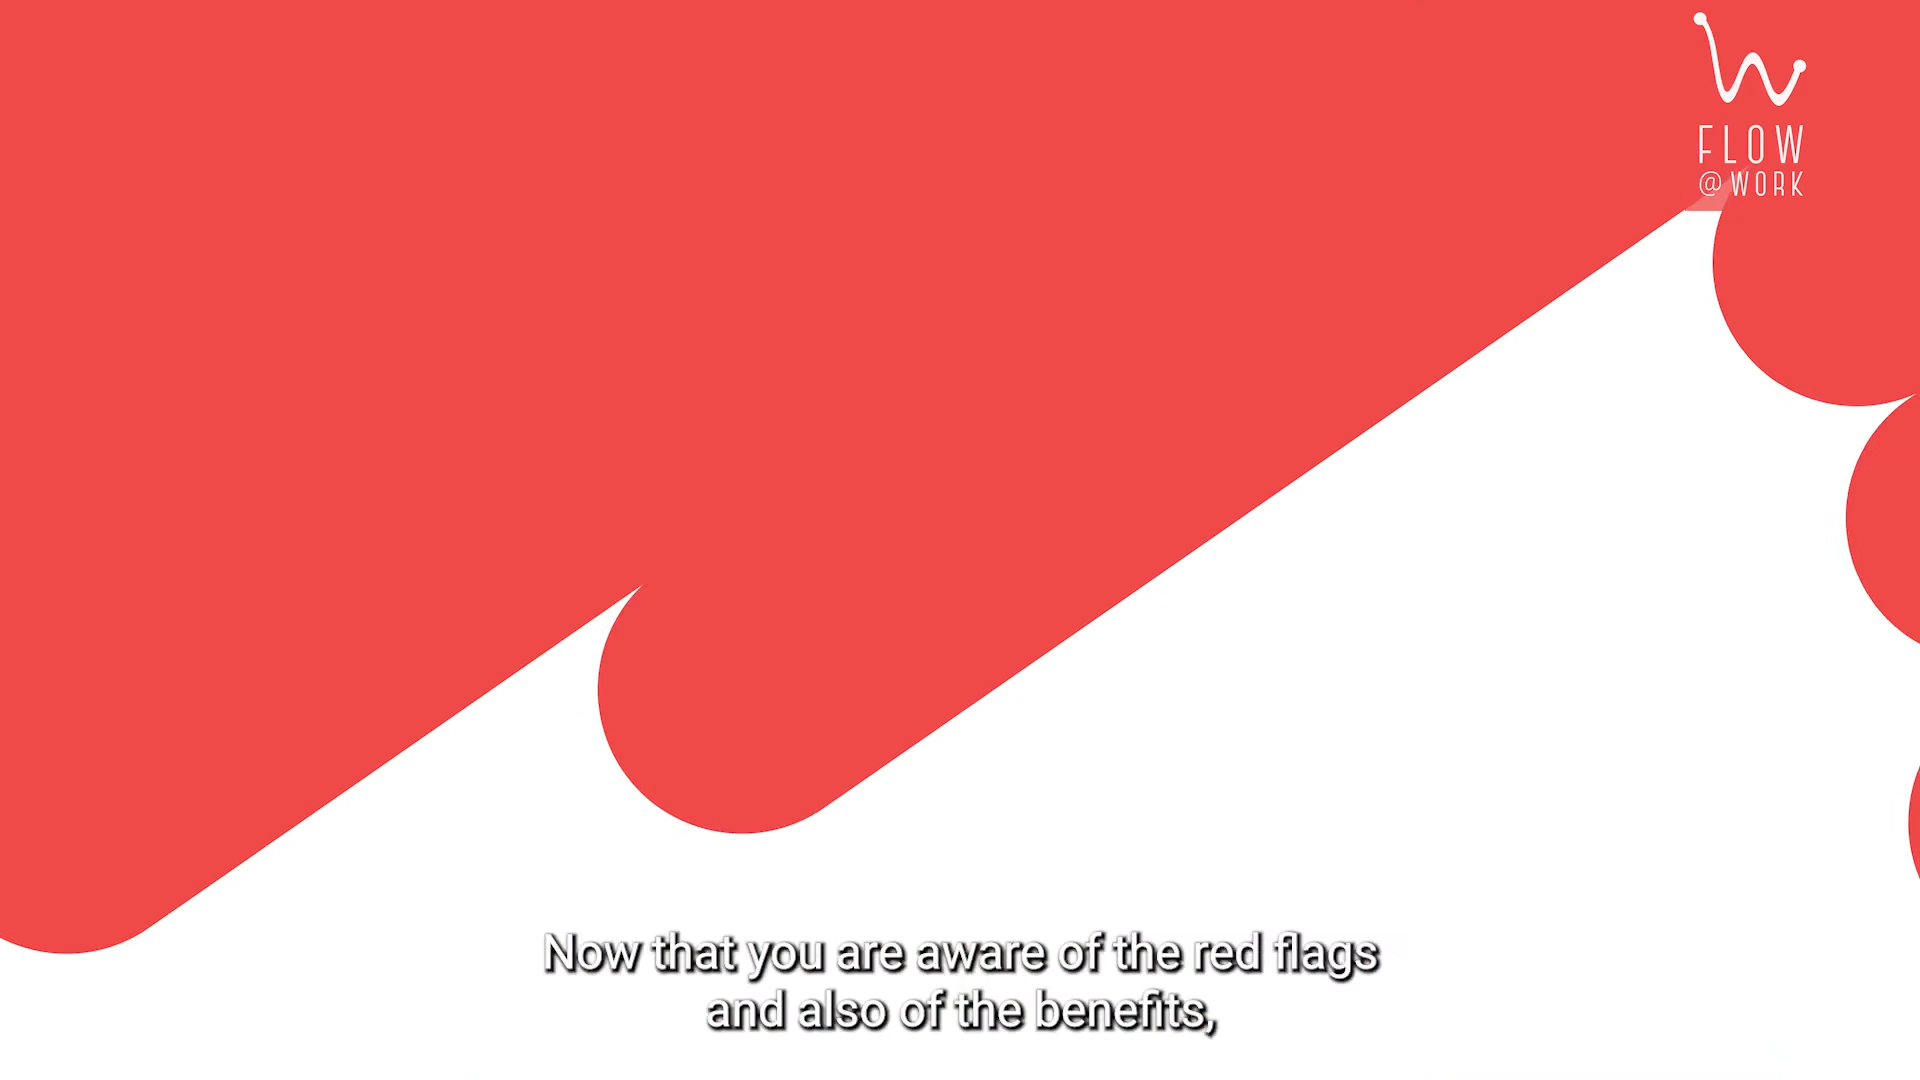 FLOW
@WORK
Now that you are aware of the red flags
and also of the benefits,